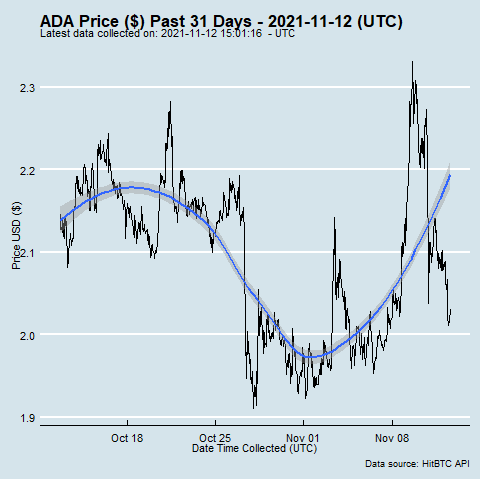 ADA Price ($) Past 31 Days - 2021-11-12 (UTC)
Latest data collected on: 2021-11-12 15:01:16 - UTC
2.3
2.2
2.1
2.0
1.9
Price USD ($)
Oct 18 Oct 25 Nov 01 Nov 08
Date Time Collected (UTC)
Data source: HitBTC API